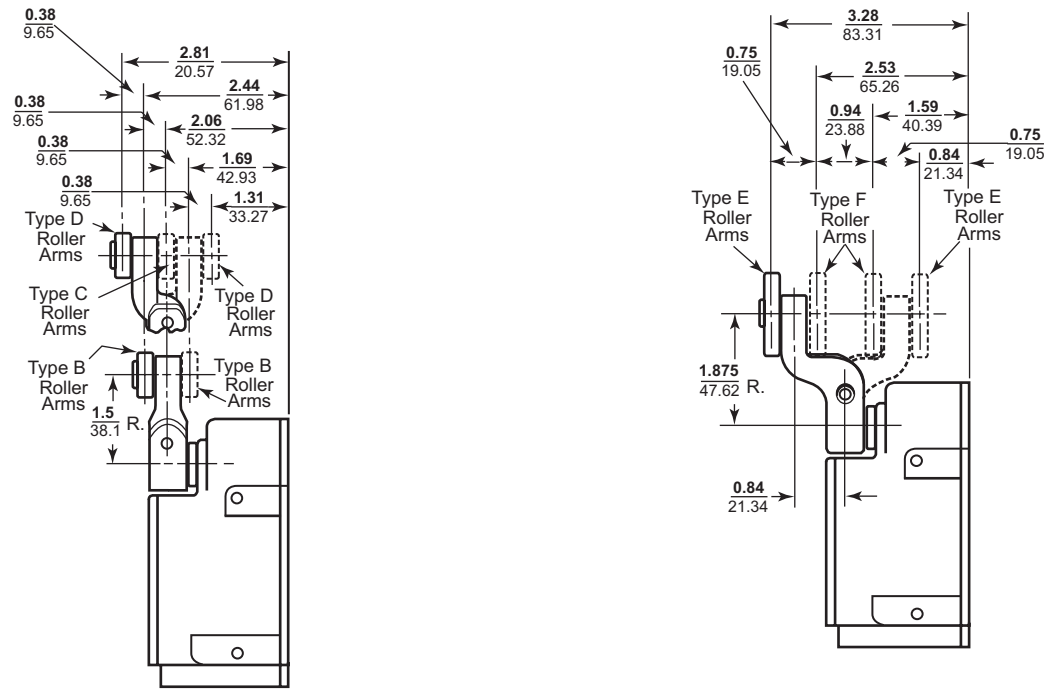 0.38
9.65
2.81
20.57
2.44
61.98
0.38
9.65
2.06
52.32
0.38
9.65
1.69
42.93
0.38
9.65
1.31
33.27
Type D
Roller
Arms
Type C
Roller
Arms
Type D
Roller
Arms
Type B
Roller
Arms
Type B
Roller
Arms
1.5
38.1 R.
3.28
83.31
0.75
19.05
2.53
65.26
0.94
23.88
1.59
40.39
0.75
19.05
0.84
21.34
Type E
Roller
Arms
Type F
Roller
Arms
Type E
Roller
Arms
1.875
47.62 R.
0.84
21.34